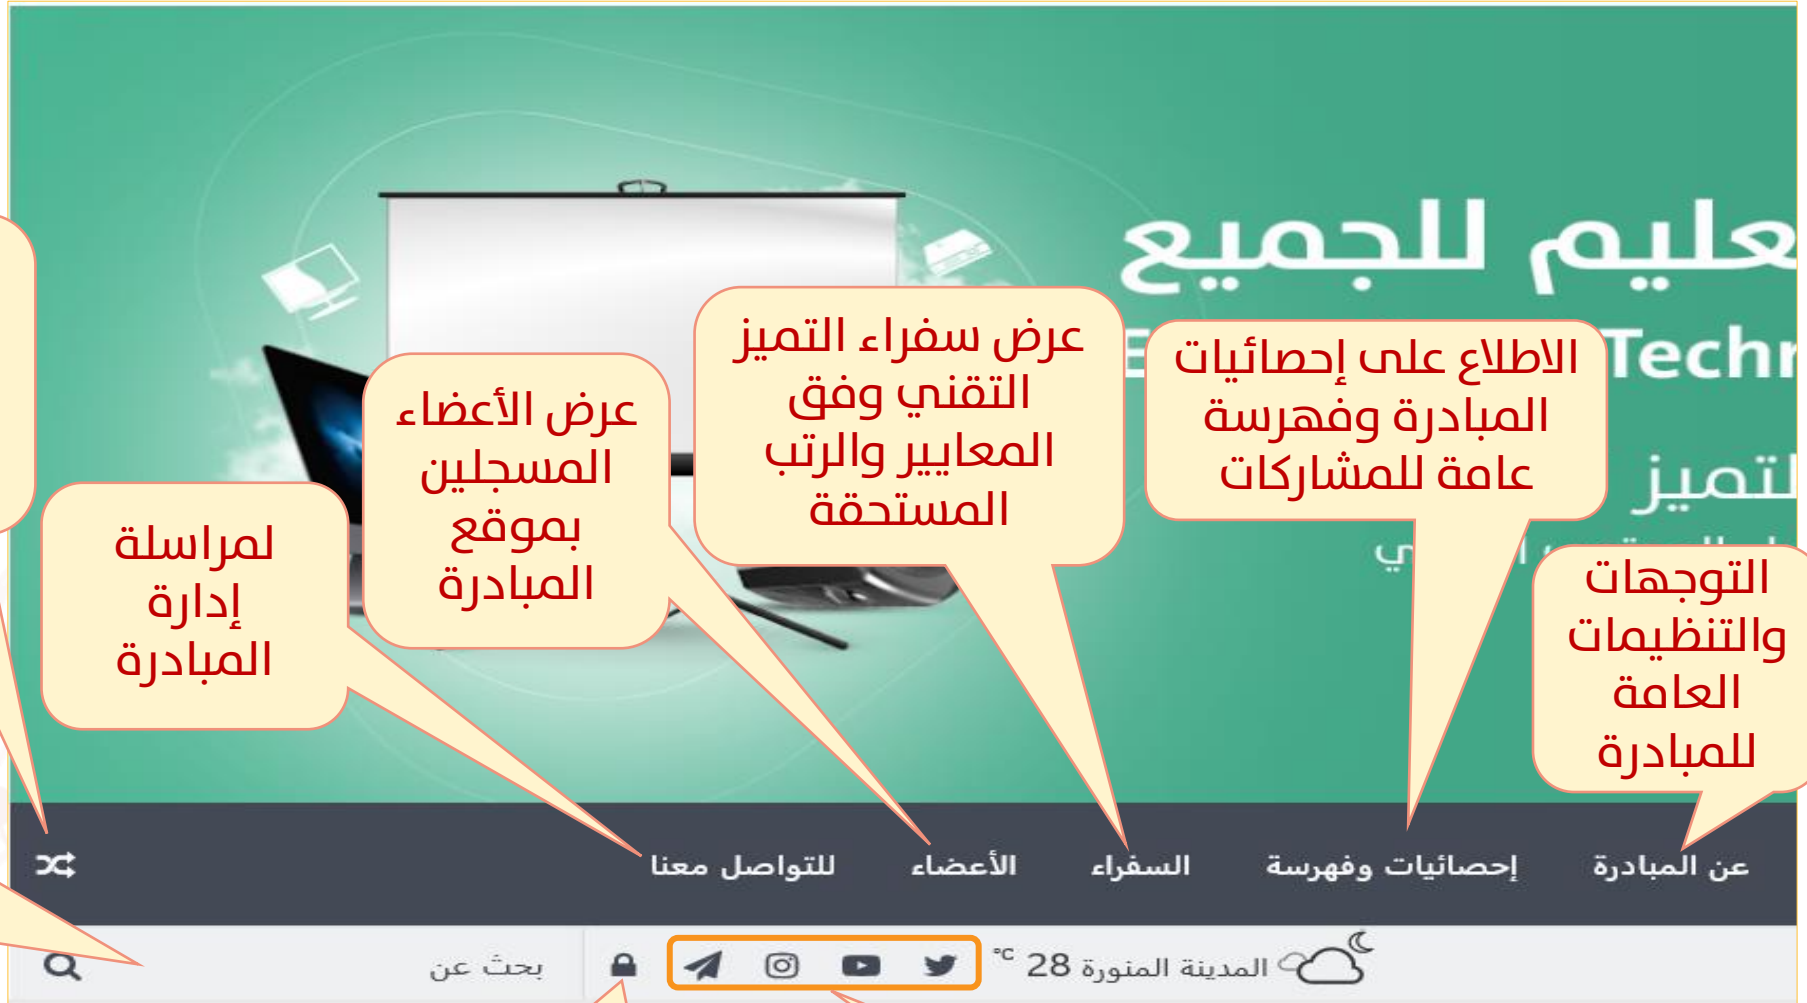 عليم للجميع
Techn
لتميز
الاطلاع على إحصائيات
المبادرة وفهرسة
عامة للمشاركات
عرض سفراء التميز
التقني وفق
المعايير والرتب
المستحقة
عرض الأعضاء
المسجلين
بموقع
المبادرة
لمراسلة
إدارة
المبادرة
التوجهات
والتنظيمات
العامة
للمبادرة
عن المبادرة
إحصائيات وفهرسة
السفراء
الأعضاء
للتواصل معنا
المدينة المنورة 28 °C
بحث عن